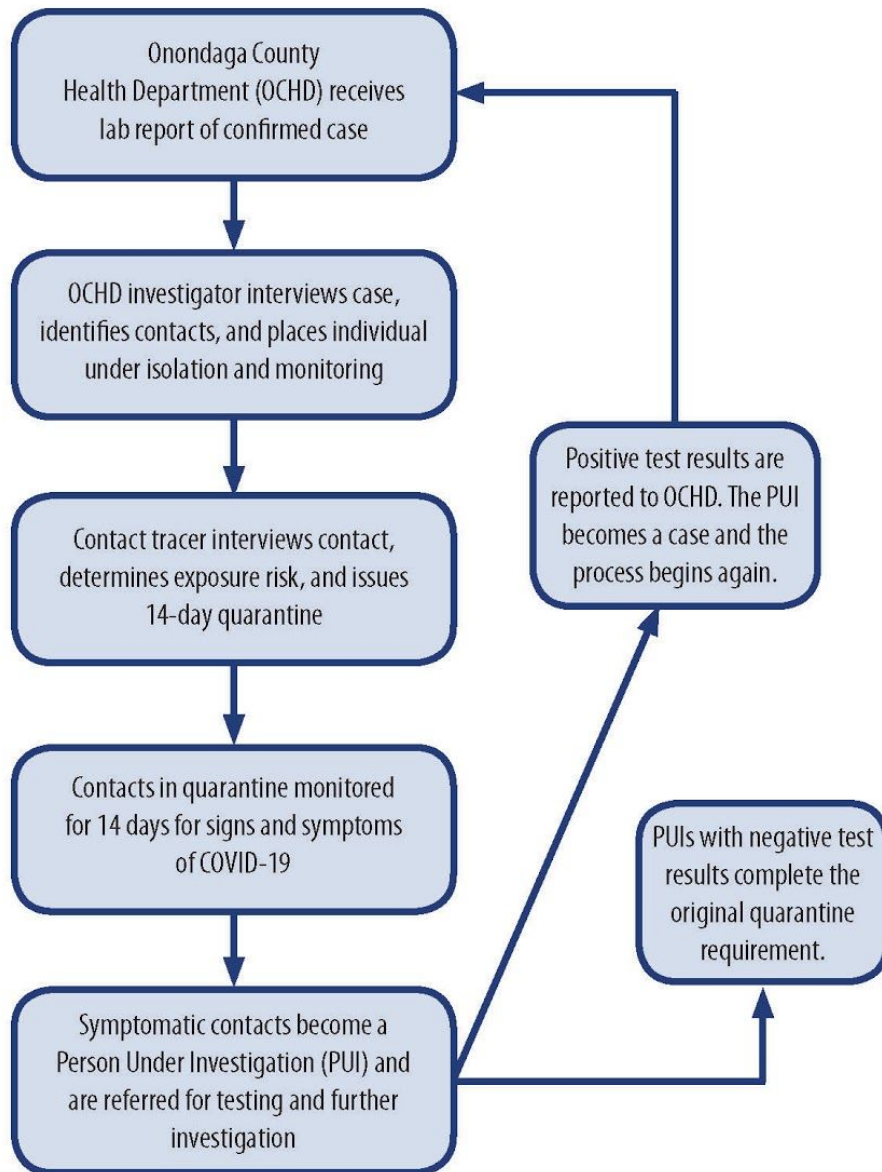 Onondaga County
Health Department (OCHD) receives
lab report of confirmed case
OCHD investigator interviews case,
identifies contacts, and places individual
under isolation and monitoring
Contact tracer interviews contact,
determines exposure risk, and issues
14-day quarantine
Contacts in quarantine monitored
for 14 days for signs and symptoms
of COVID-19
Symptomatic contacts become a
Person Under Investigation (PUI) and
are referred for testing and further
investigation
Positive test results are
reported to OCHD. The PUI
becomes a case and the
process begins again.
PUIs with negative test
results complete the
original quarantine
requirement.